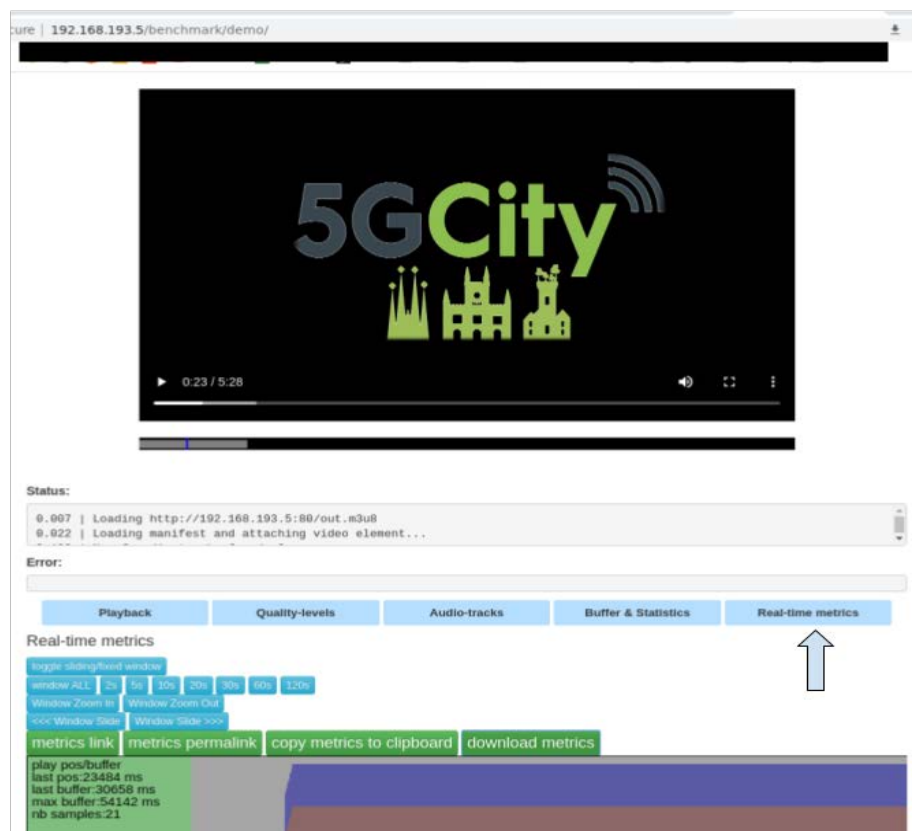 cure | 192.168.193.5/benchmark/demo/
5GCity
0:23 / 5:28
Status:
0.007 | Loading http://192.168.193.5:80/out.m3u8
0.022 | Loading manifest and attaching video element...
Error:
Playback Quality-levels Audio-tracks Buffer & Statistics Real-time metrics
Real-time metrics
toggle sliding/fixed window
window ALL 2s 5s 10s 20s 30s 60s 120s
Window Zoom In Window Zoom Out
<<< Window Slide Window Slide >>>
metrics link metrics permalink copy metrics to clipboard download metrics
play pos/buffer
last pos:23484 ms
last buffer:30658 ms
max buffer:54142 ms
nb samples:21